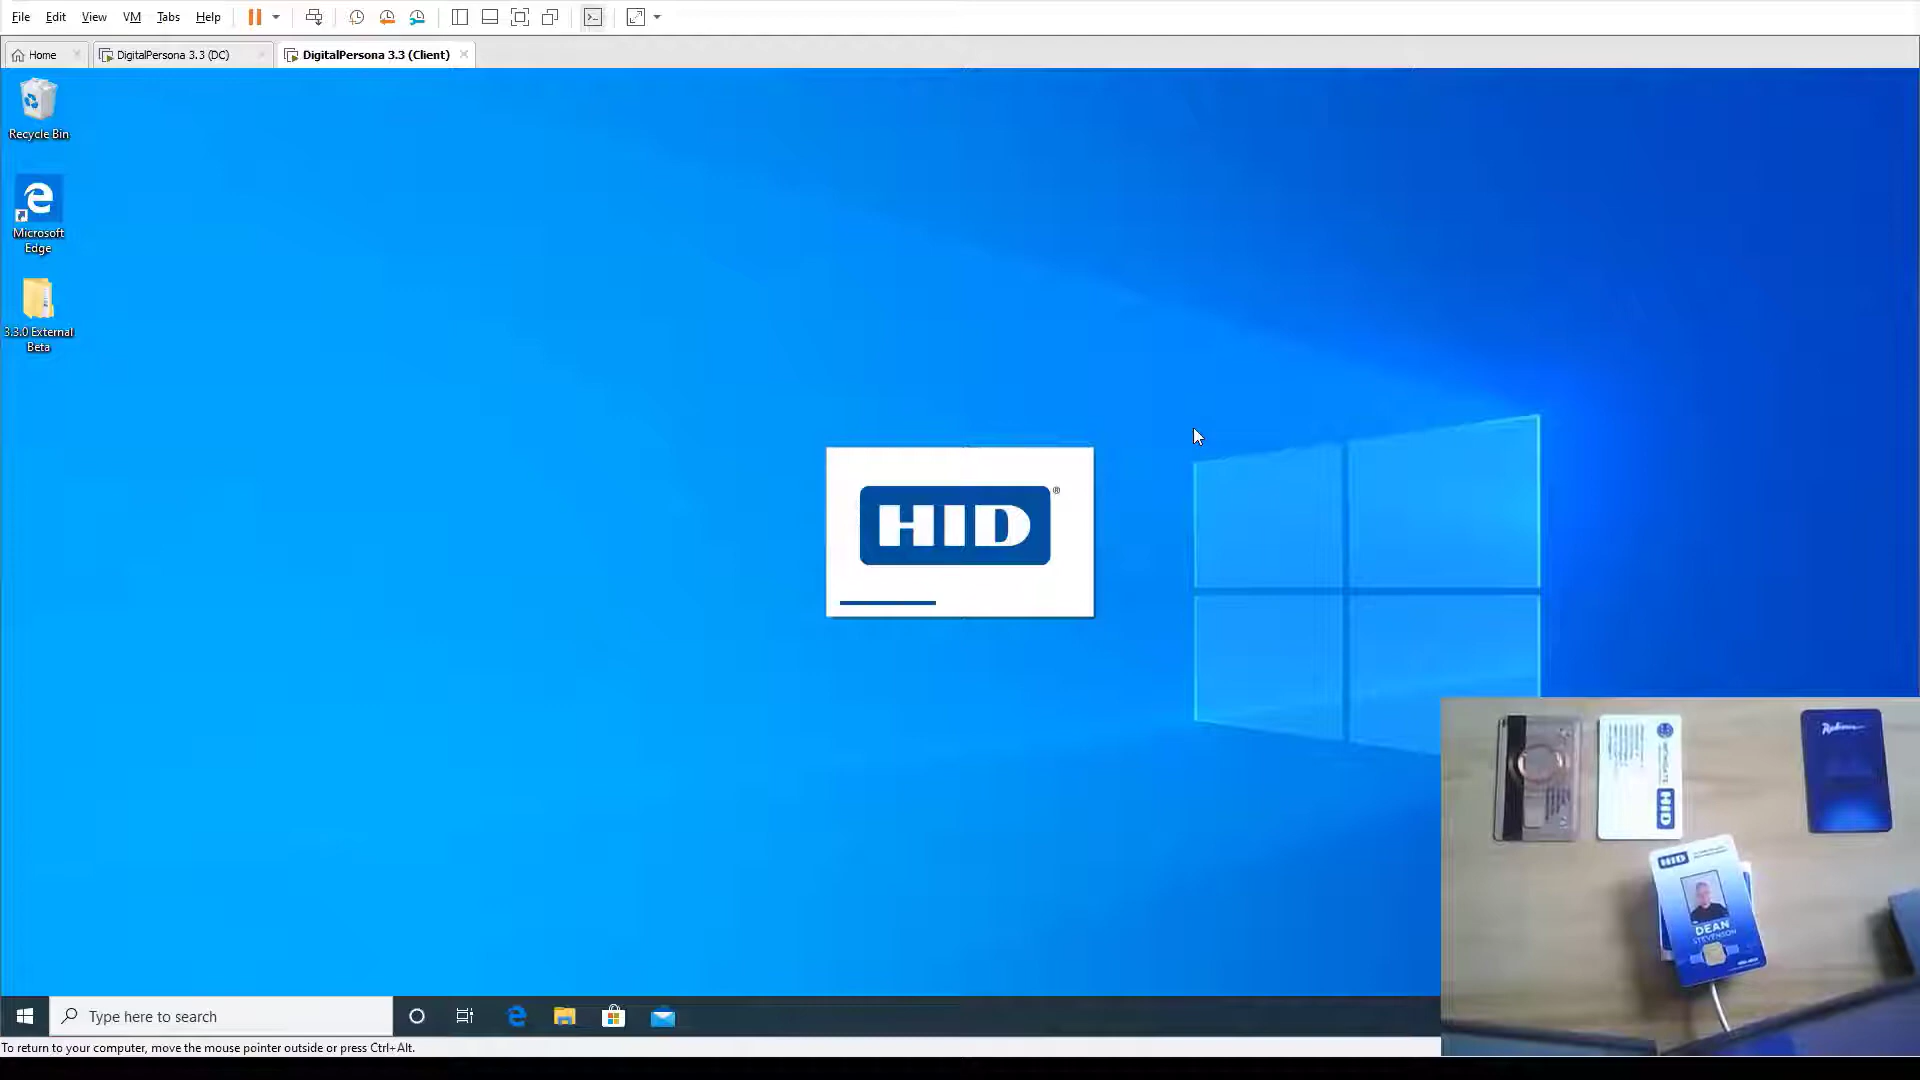 File Edit View VM Tabs Help
Home DigitalPersona 3.3 (DC) DigitalPersona 3.3 (Client)
Recycle Bin
Microsoft
Edge
3.3.0 External
Beta
HID®
HID
Radisson
HID
DEAN
STEVENSON
Type here to search
To return to your computer, move the mouse pointer outside or press Ctrl+Alt.